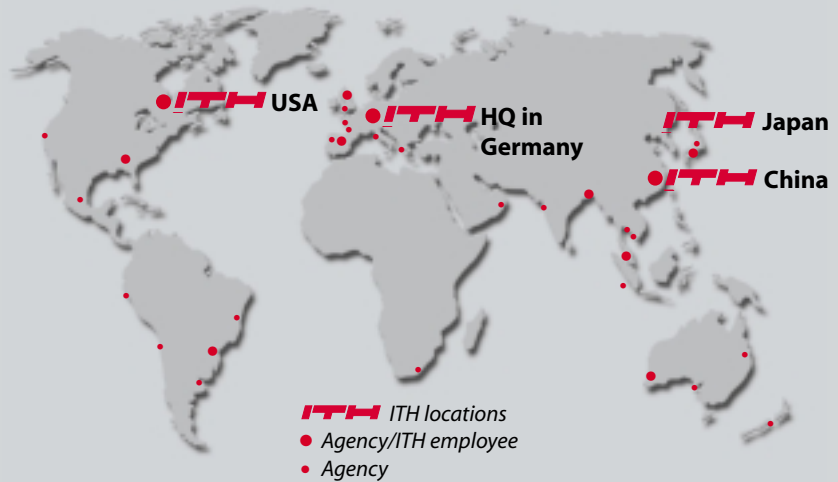 ITH USA
ITH HQ in
Germany
ITH Japan
ITH China
ITH ITH locations
Agency/ITH employee
Agency